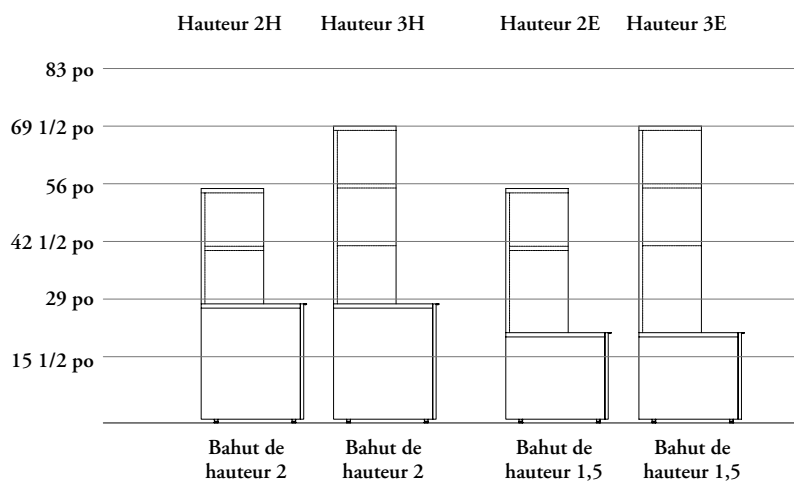 Hauteur 2H Hauteur 3H Hauteur 2E Hauteur 3E
83 po
69 1/2 po
56 po
42 1/2 po
29 po
15 1/2 po
Bahut de
hauteur 2
Bahut de
hauteur 2
Bahut de
hauteur 1,5
Bahut de
hauteur 1,5